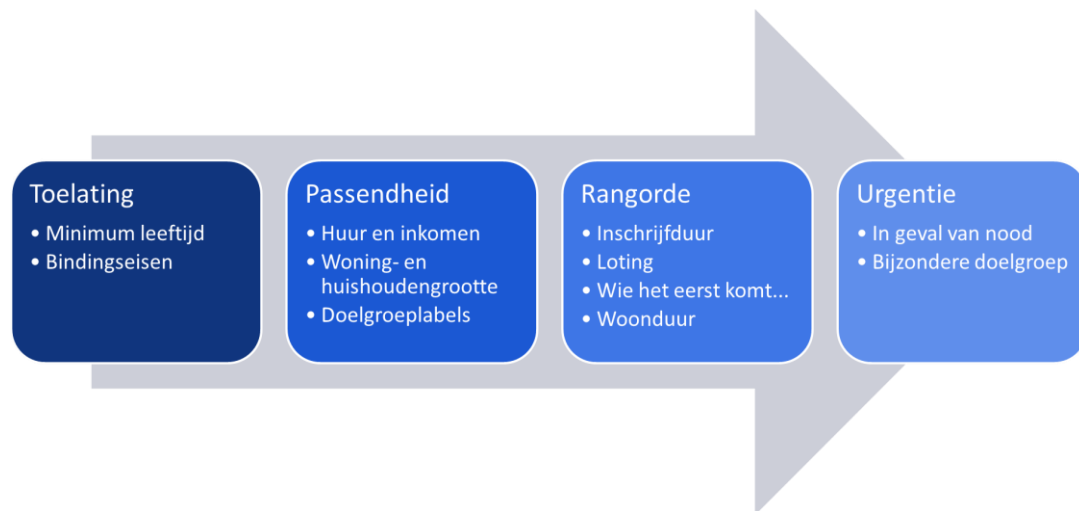 Toelating
• Minimum leeftijd
• Bindingseisen
Passendheid
• Huur en inkomen
• Woning- en
huishoudengrootte
• Doelgroeplabels
Rangorde
• Inschrijfduur
• Loting
• Wie het eerst komt...
• Woonduur
Urgentie
• In geval van nood
• Bijzondere doelgroep